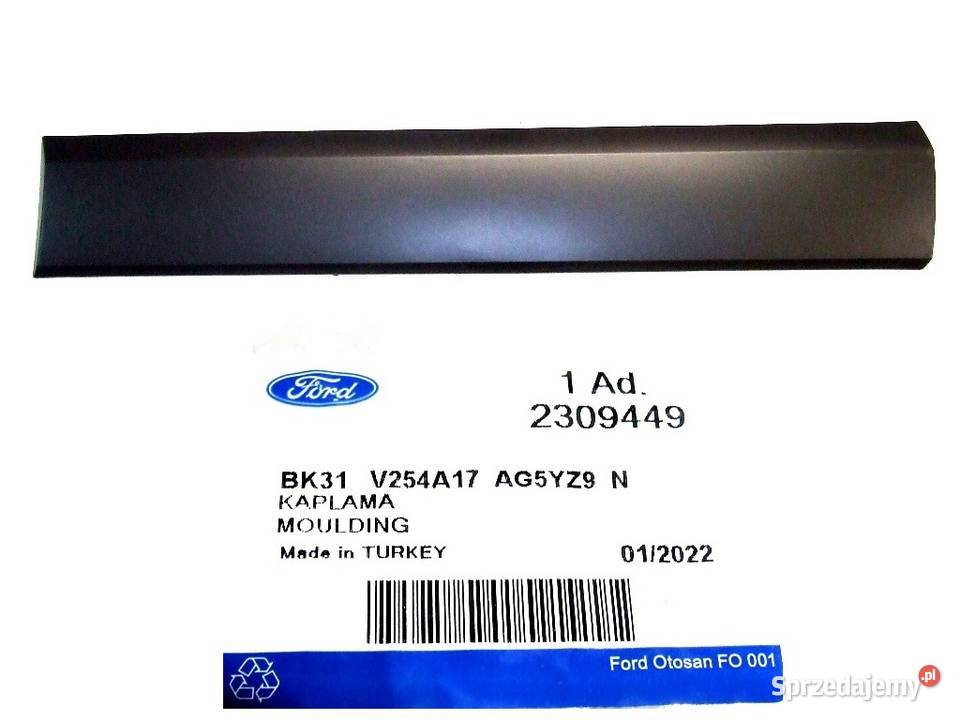 Ford
1 Ad.
2309449
BK31 V254A17 AG5YZ9 N
KAPLAMA
MOULDING
Made in TURKEY 01/2022
Ford Otosan FO 001
Sprzedajemy.pl